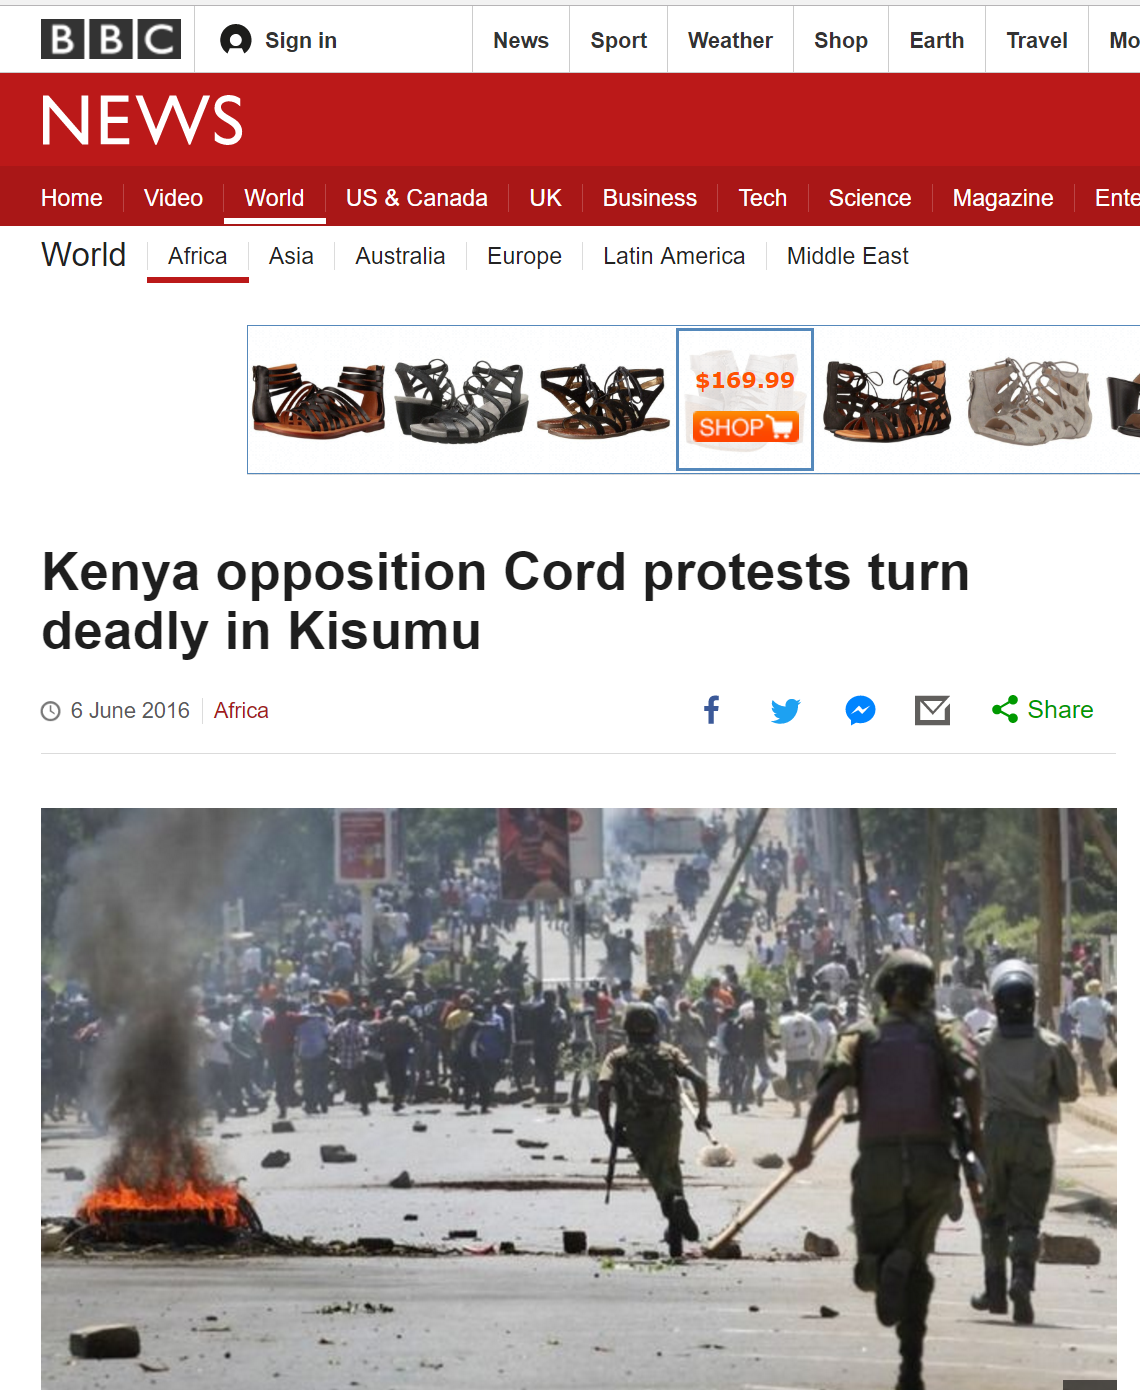 BBC
Sign in
News
Sport
Weather
Shop
Earth
Travel
Mo
NEWS
Home
Video
World
US & Canada
UK
Business
Tech
Science
Magazine
Ente
World
Africa
Asia
Australia
Europe
Latin America
Middle East
$169.99
SHOP
Kenya opposition Cord protests turn
deadly in Kisumu
6 June 2016
Africa
Share